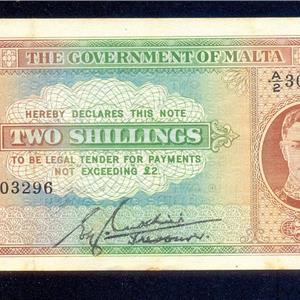 THE GOVERNMENT OF MALTA
A/2 30
HEREBY DECLARES THIS NOTE
TWO SHILLINGS
TO BE LEGAL TENDER FOR PAYMENTS
NOT EXCEEDING £2.
03296
Treasurer.